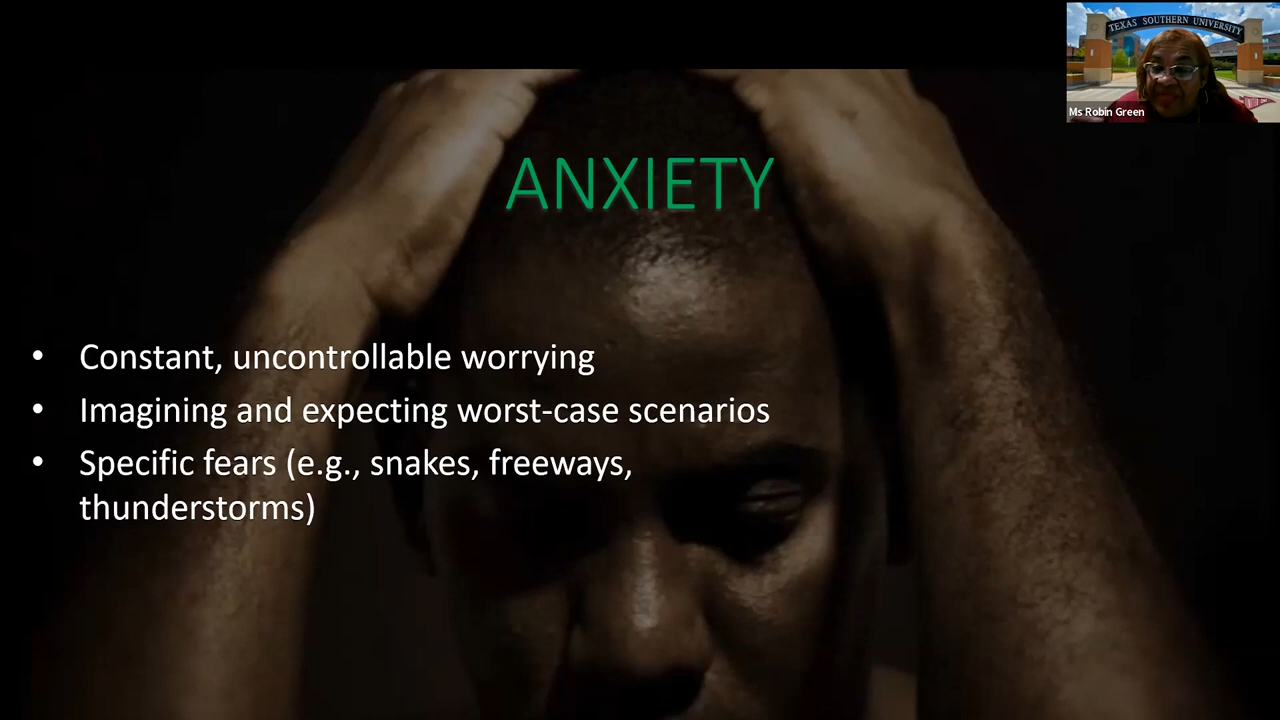 TEXAS SOUTHERN UNIVERSITY
Ms Robin Green
ANXIETY
• Constant, uncontrollable worrying
• Imagining and expecting worst-case scenarios
• Specific fears (e.g., snakes, freeways,
thunderstorms)